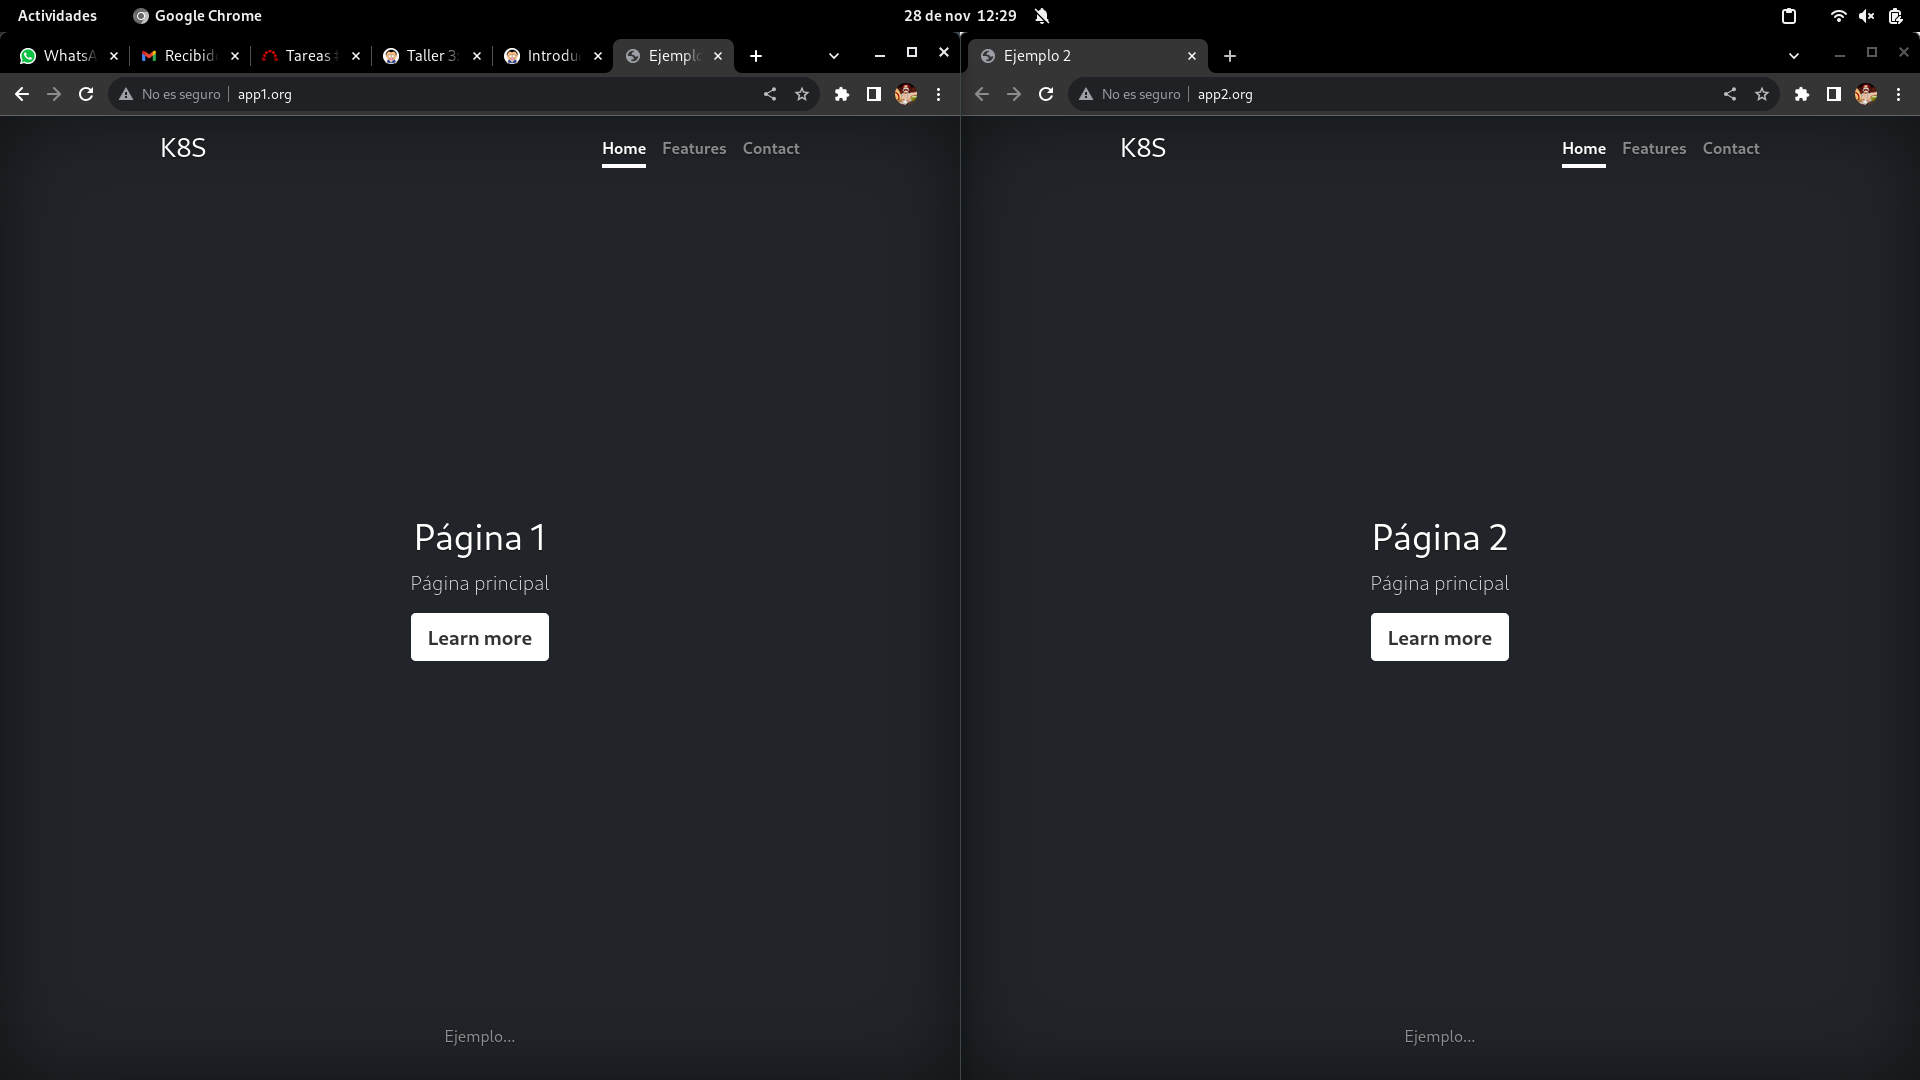 Actividades Google Chrome 28 de nov 12:29
WhatsA Recibid Tareas Taller 3 Introdu Ejemplo
No es seguro app1.org
K8S Home Features Contact
Página 1
Página principal
Learn more
Ejemplo...
Ejemplo 2
No es seguro app2.org
K8S Home Features Contact
Página 2
Página principal
Learn more
Ejemplo...